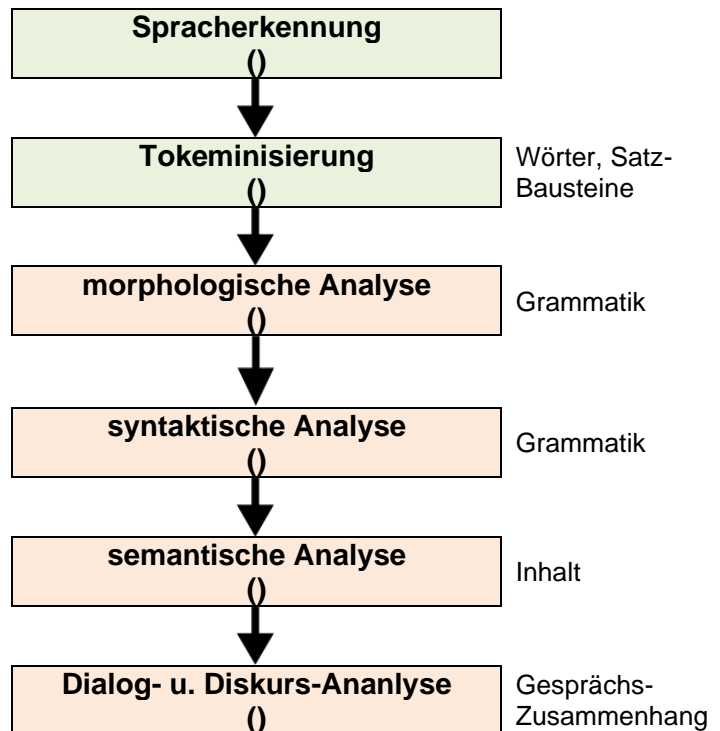 Spracherkennung
()
Tokeminisierung
()
Wörter, Satz-
Bausteine
morphologische Analyse
()
Grammatik
syntaktische Analyse
()
Grammatik
semantische Analyse
()
Inhalt
Dialog- u. Diskurs-Ananlyse
()
Gesprächs-
Zusammenhang